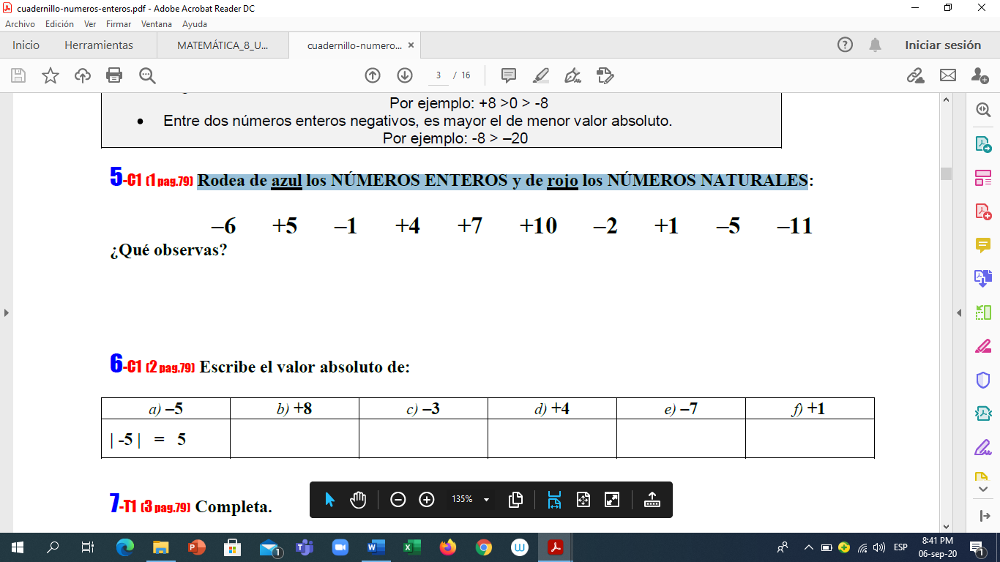 cuadernillo-numeros-enteros.pdf - Adobe Acrobat Reader DC
Archivo Edición Ver Firmar Ventana Ayuda
Inicio Herramientas MATEMÁTICA_8_U... cuadernillo-numero... ×
3 / 16
Iniciar sesión
Por ejemplo: +8 >0 > -8
• Entre dos números enteros negativos, es mayor el de menor valor absoluto.
Por ejemplo: -8 > –20
5-C1 (1 pag.79) Rodea de azul los NÚMEROS ENTEROS y de rojo los NÚMEROS NATURALES:
–6 +5 –1 +4 +7 +10 –2 +1 –5 –11
¿Qué observas?
6-C1 (2 pag.79) Escribe el valor absoluto de:
a) –5 b) +8 c) –3 d) +4 e) –7 f) +1
| -5 | = 5
7-T1 (3 pag.79) Completa.
135%
1
ESP
8:41 PM
06-sep-20
1